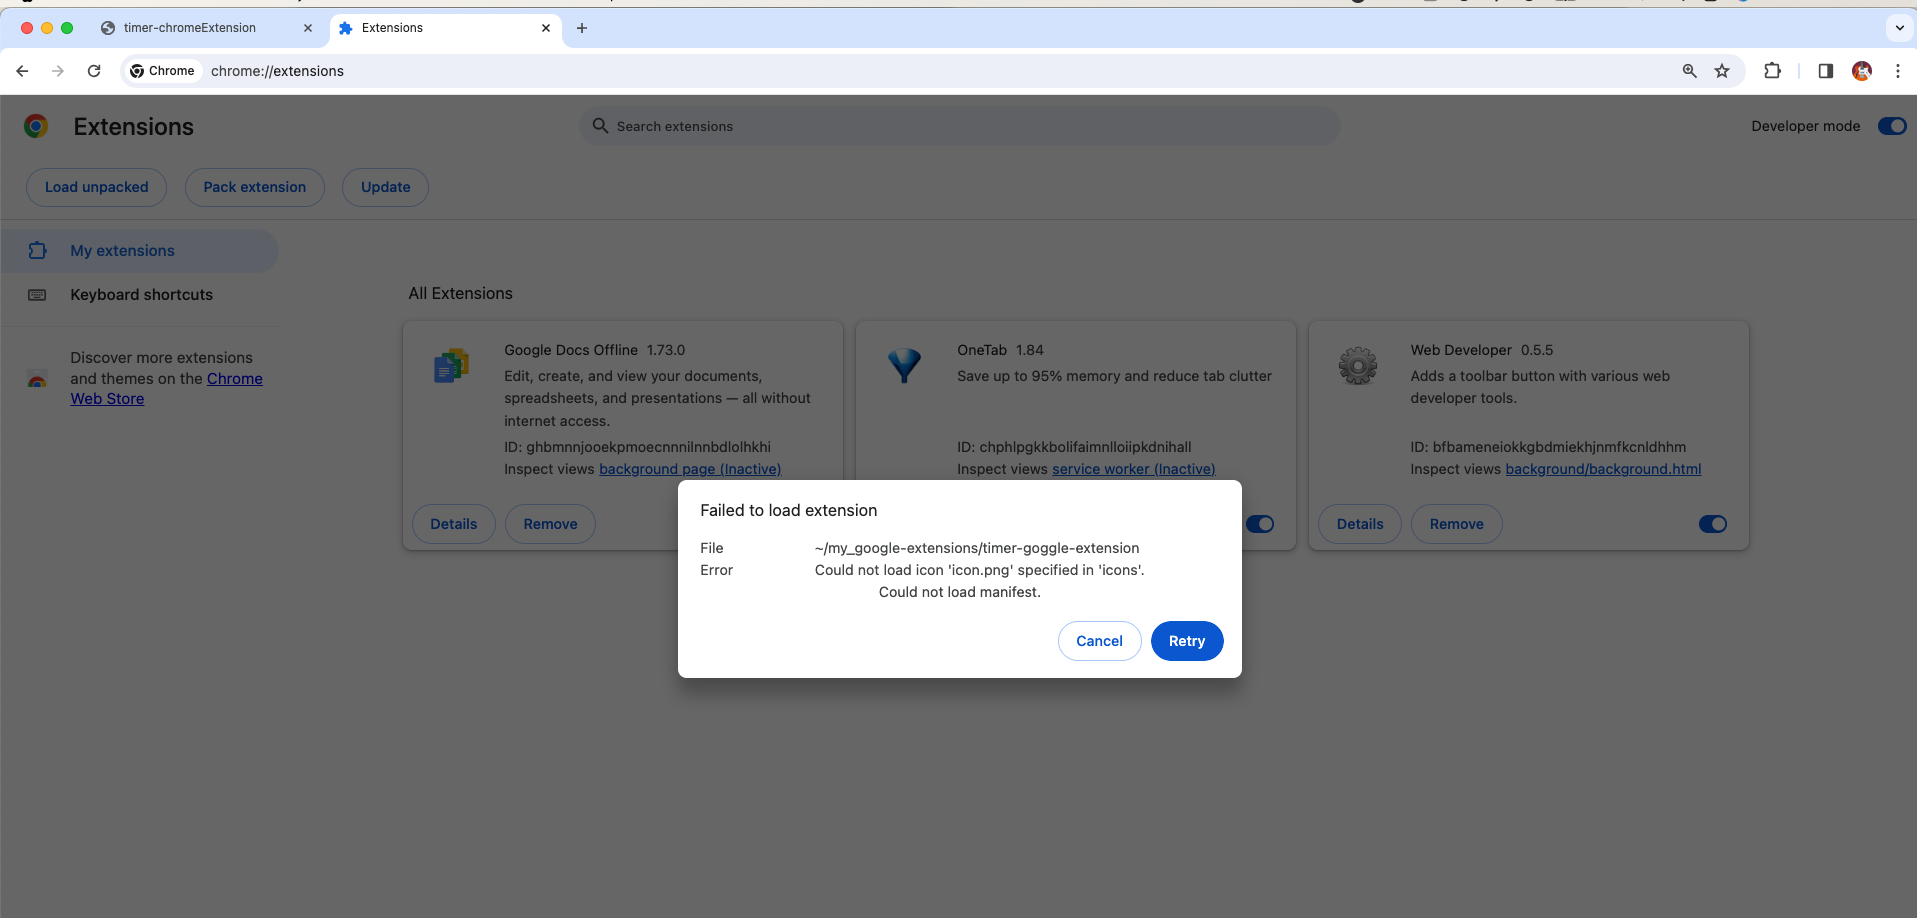 timer-chromeExtension
Extensions
Chrome
chrome://extensions
Extensions
Search extensions
Developer mode
Load unpacked
Pack extension
Update
My extensions
Keyboard shortcuts
Discover more extensions
and themes on the Chrome
Web Store
All Extensions
Google Docs Offline 1.73.0
Edit, create, and view your documents,
spreadsheets, and presentations — all without
internet access.
ID: ghbmnnjooekpmoecnnnilnnbdlolhkhi
Inspect views background page (Inactive)
Details
Remove
OneTab 1.84
Save up to 95% memory and reduce tab clutter
ID: chphlpgkkbolifaimnlloiipkdnihall
Inspect views service worker (Inactive)
Web Developer 0.5.5
Adds a toolbar button with various web
developer tools.
ID: bfbameneiokkgbdmiekhjnmfkcnldhhm
Inspect views background/background.html
Details
Remove
Failed to load extension
File ~/my_google-extensions/timer-goggle-extension
Error Could not load icon 'icon.png' specified in 'icons'.
Could not load manifest.
Cancel
Retry